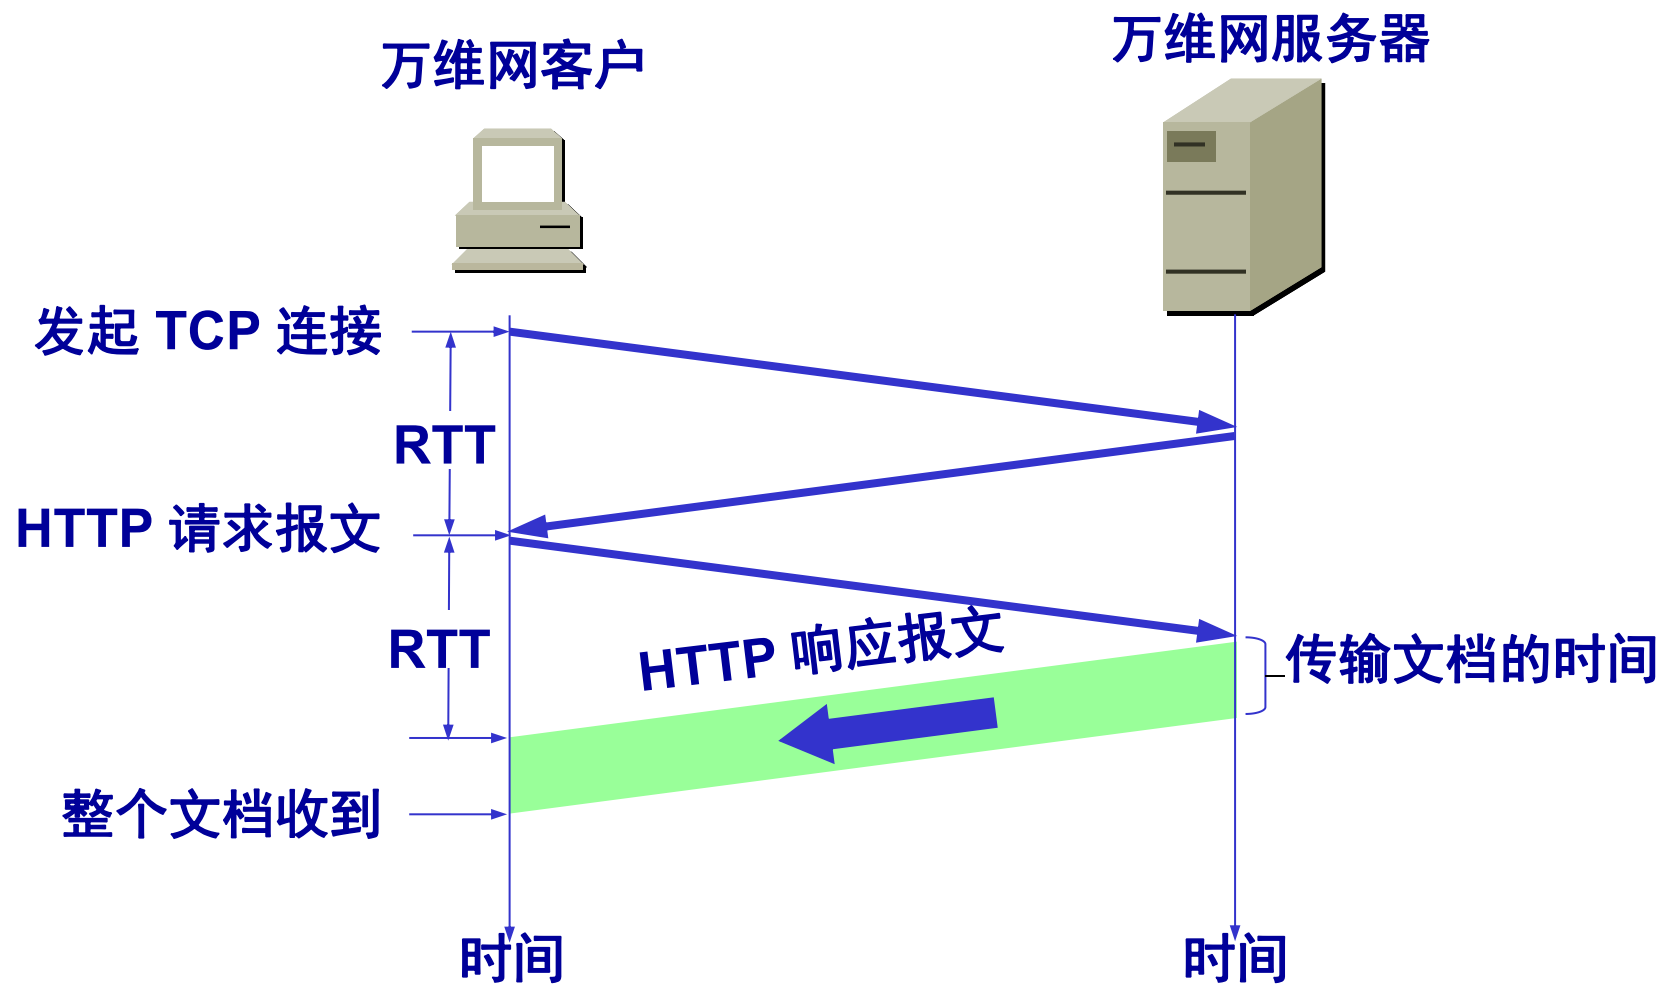 万维网客户
万维网服务器
发起 TCP 连接
RTT
HTTP 请求报文
RTT
HTTP 响应报文
传输文档的时间
整个文档收到
时间
时间